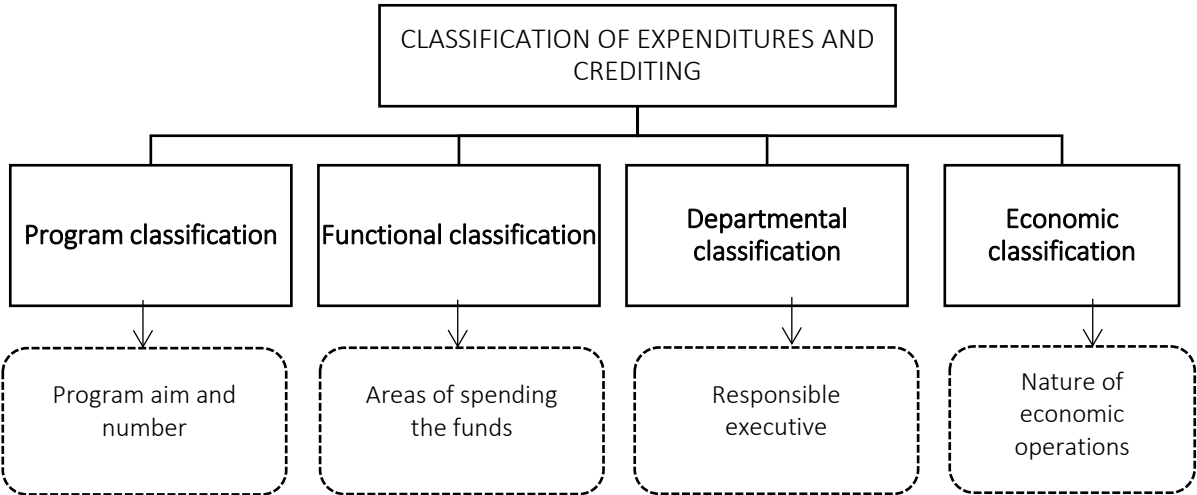 CLASSIFICATION OF EXPENDITURES AND
CREDITING
Program classification
Functional classification
Departmental
classification
Economic
classification
Program aim and
number
Areas of spending
the funds
Responsible
executive
Nature of
economic
operations